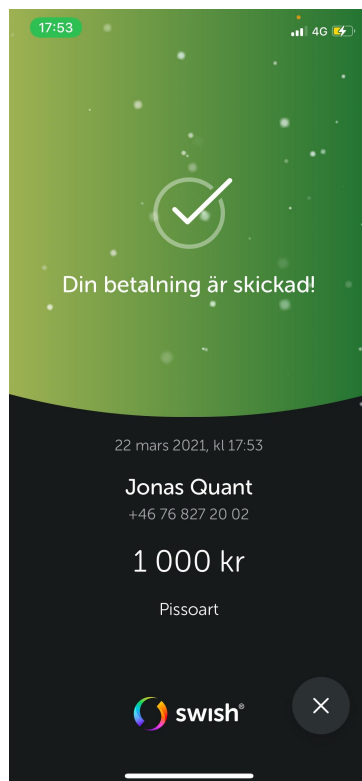 17:53
4G
Din betalning är skickad!
22 mars 2021, kl 17:53
Jonas Quant
+46 76 827 20 02
1 000 kr
Pissoart
swish®